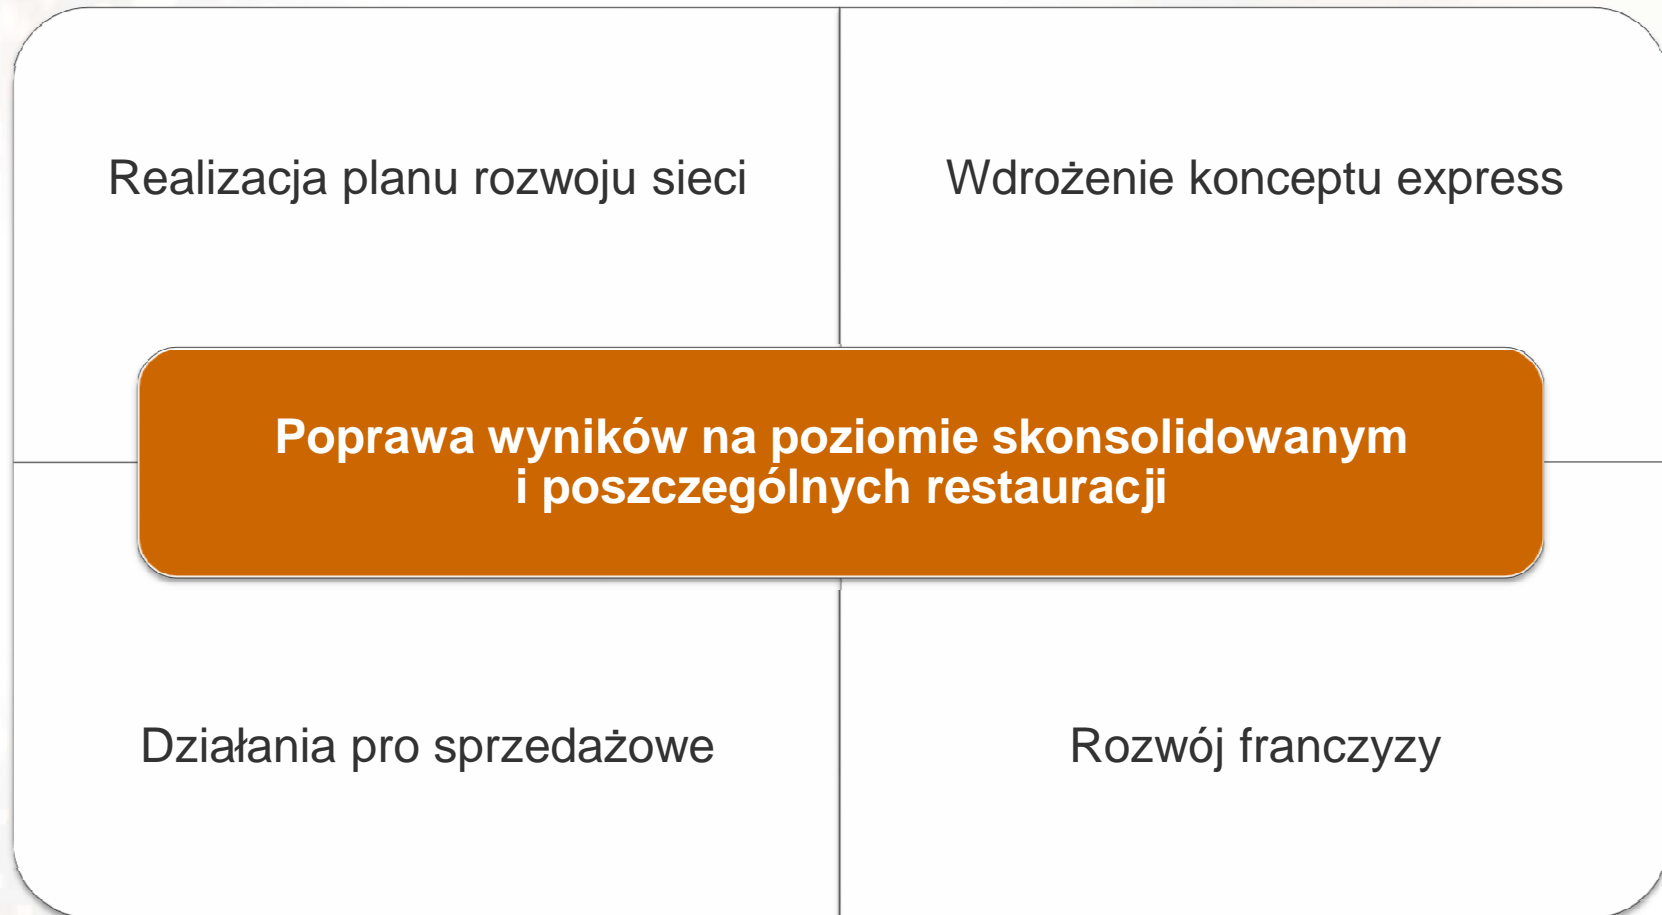 Realizacja planu rozwoju sieci
Wdrożenie konceptu express
Poprawa wyników na poziomie skonsolidowanym
i poszczególnych restauracji
Działania pro sprzedażowe
Rozwój franczyzy